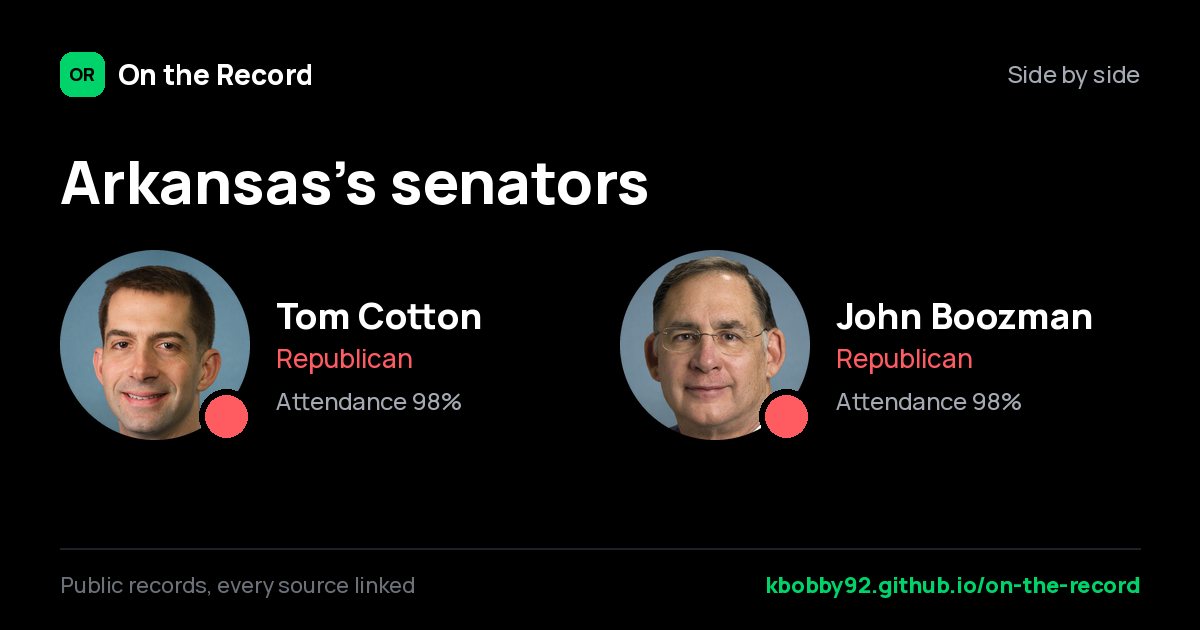 OR On the Record
Side by side
Arkansas’s senators
Tom Cotton
Republican
Attendance 98%
John Boozman
Republican
Attendance 98%
Public records, every source linked
kbobby92.github.io/on-the-record